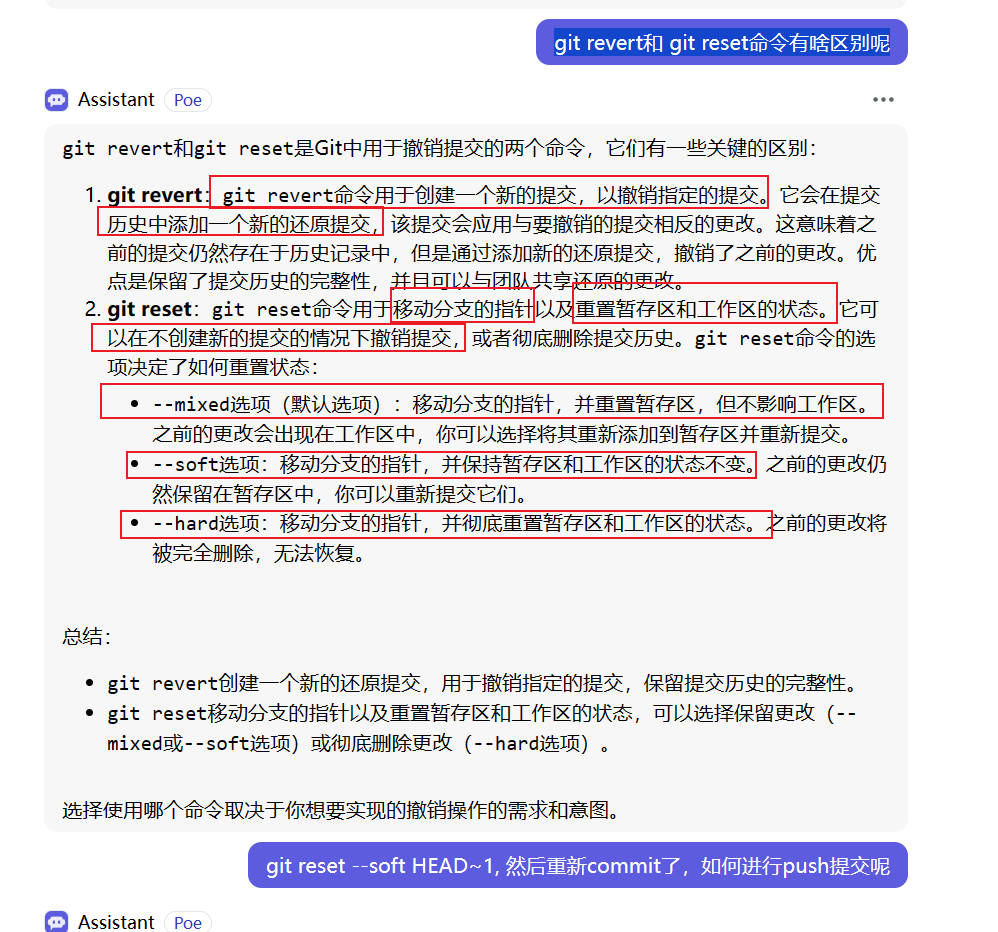 git revert和 git reset命令有啥区别呢
Assistant Poe
git revert和git reset是Git中用于撤销提交的两个命令，它们有一些关键的区别：
1. git revert：git revert命令用于创建一个新的提交，以撤销指定的提交。它会在提交
历史中添加一个新的还原提交，该提交会应用与要撤销的提交相反的更改。这意味着之
前的提交仍然存在于历史记录中，但是通过添加新的还原提交，撤销了之前的更改。优
点是保留了提交历史的完整性，并且可以与团队共享还原的更改。
2. git reset：git reset命令用于移动分支的指针以及重置暂存区和工作区的状态。它可
以在不创建新的提交的情况下撤销提交，或者彻底删除提交历史。git reset命令的选
项决定了如何重置状态：
• --mixed选项（默认选项）：移动分支的指针，并重置暂存区，但不影响工作区。
之前的更改会出现在工作区中，你可以选择将其重新添加到暂存区并重新提交。
• --soft选项：移动分支的指针，并保持暂存区和工作区的状态不变。之前的更改仍
然保留在暂存区中，你可以重新提交它们。
• --hard选项：移动分支的指针，并彻底重置暂存区和工作区的状态。之前的更改将
被完全删除，无法恢复。
总结：
• git revert创建一个新的还原提交，用于撤销指定的提交，保留提交历史的完整性。
• git reset移动分支的指针以及重置暂存区和工作区的状态，可以选择保留更改（--
mixed或--soft选项）或彻底删除更改（--hard选项）。
选择使用哪个命令取决于你想要实现的撤销操作的需求和意图。
git reset --soft HEAD~1, 然后重新commit了，如何进行push提交呢
Assistant Poe